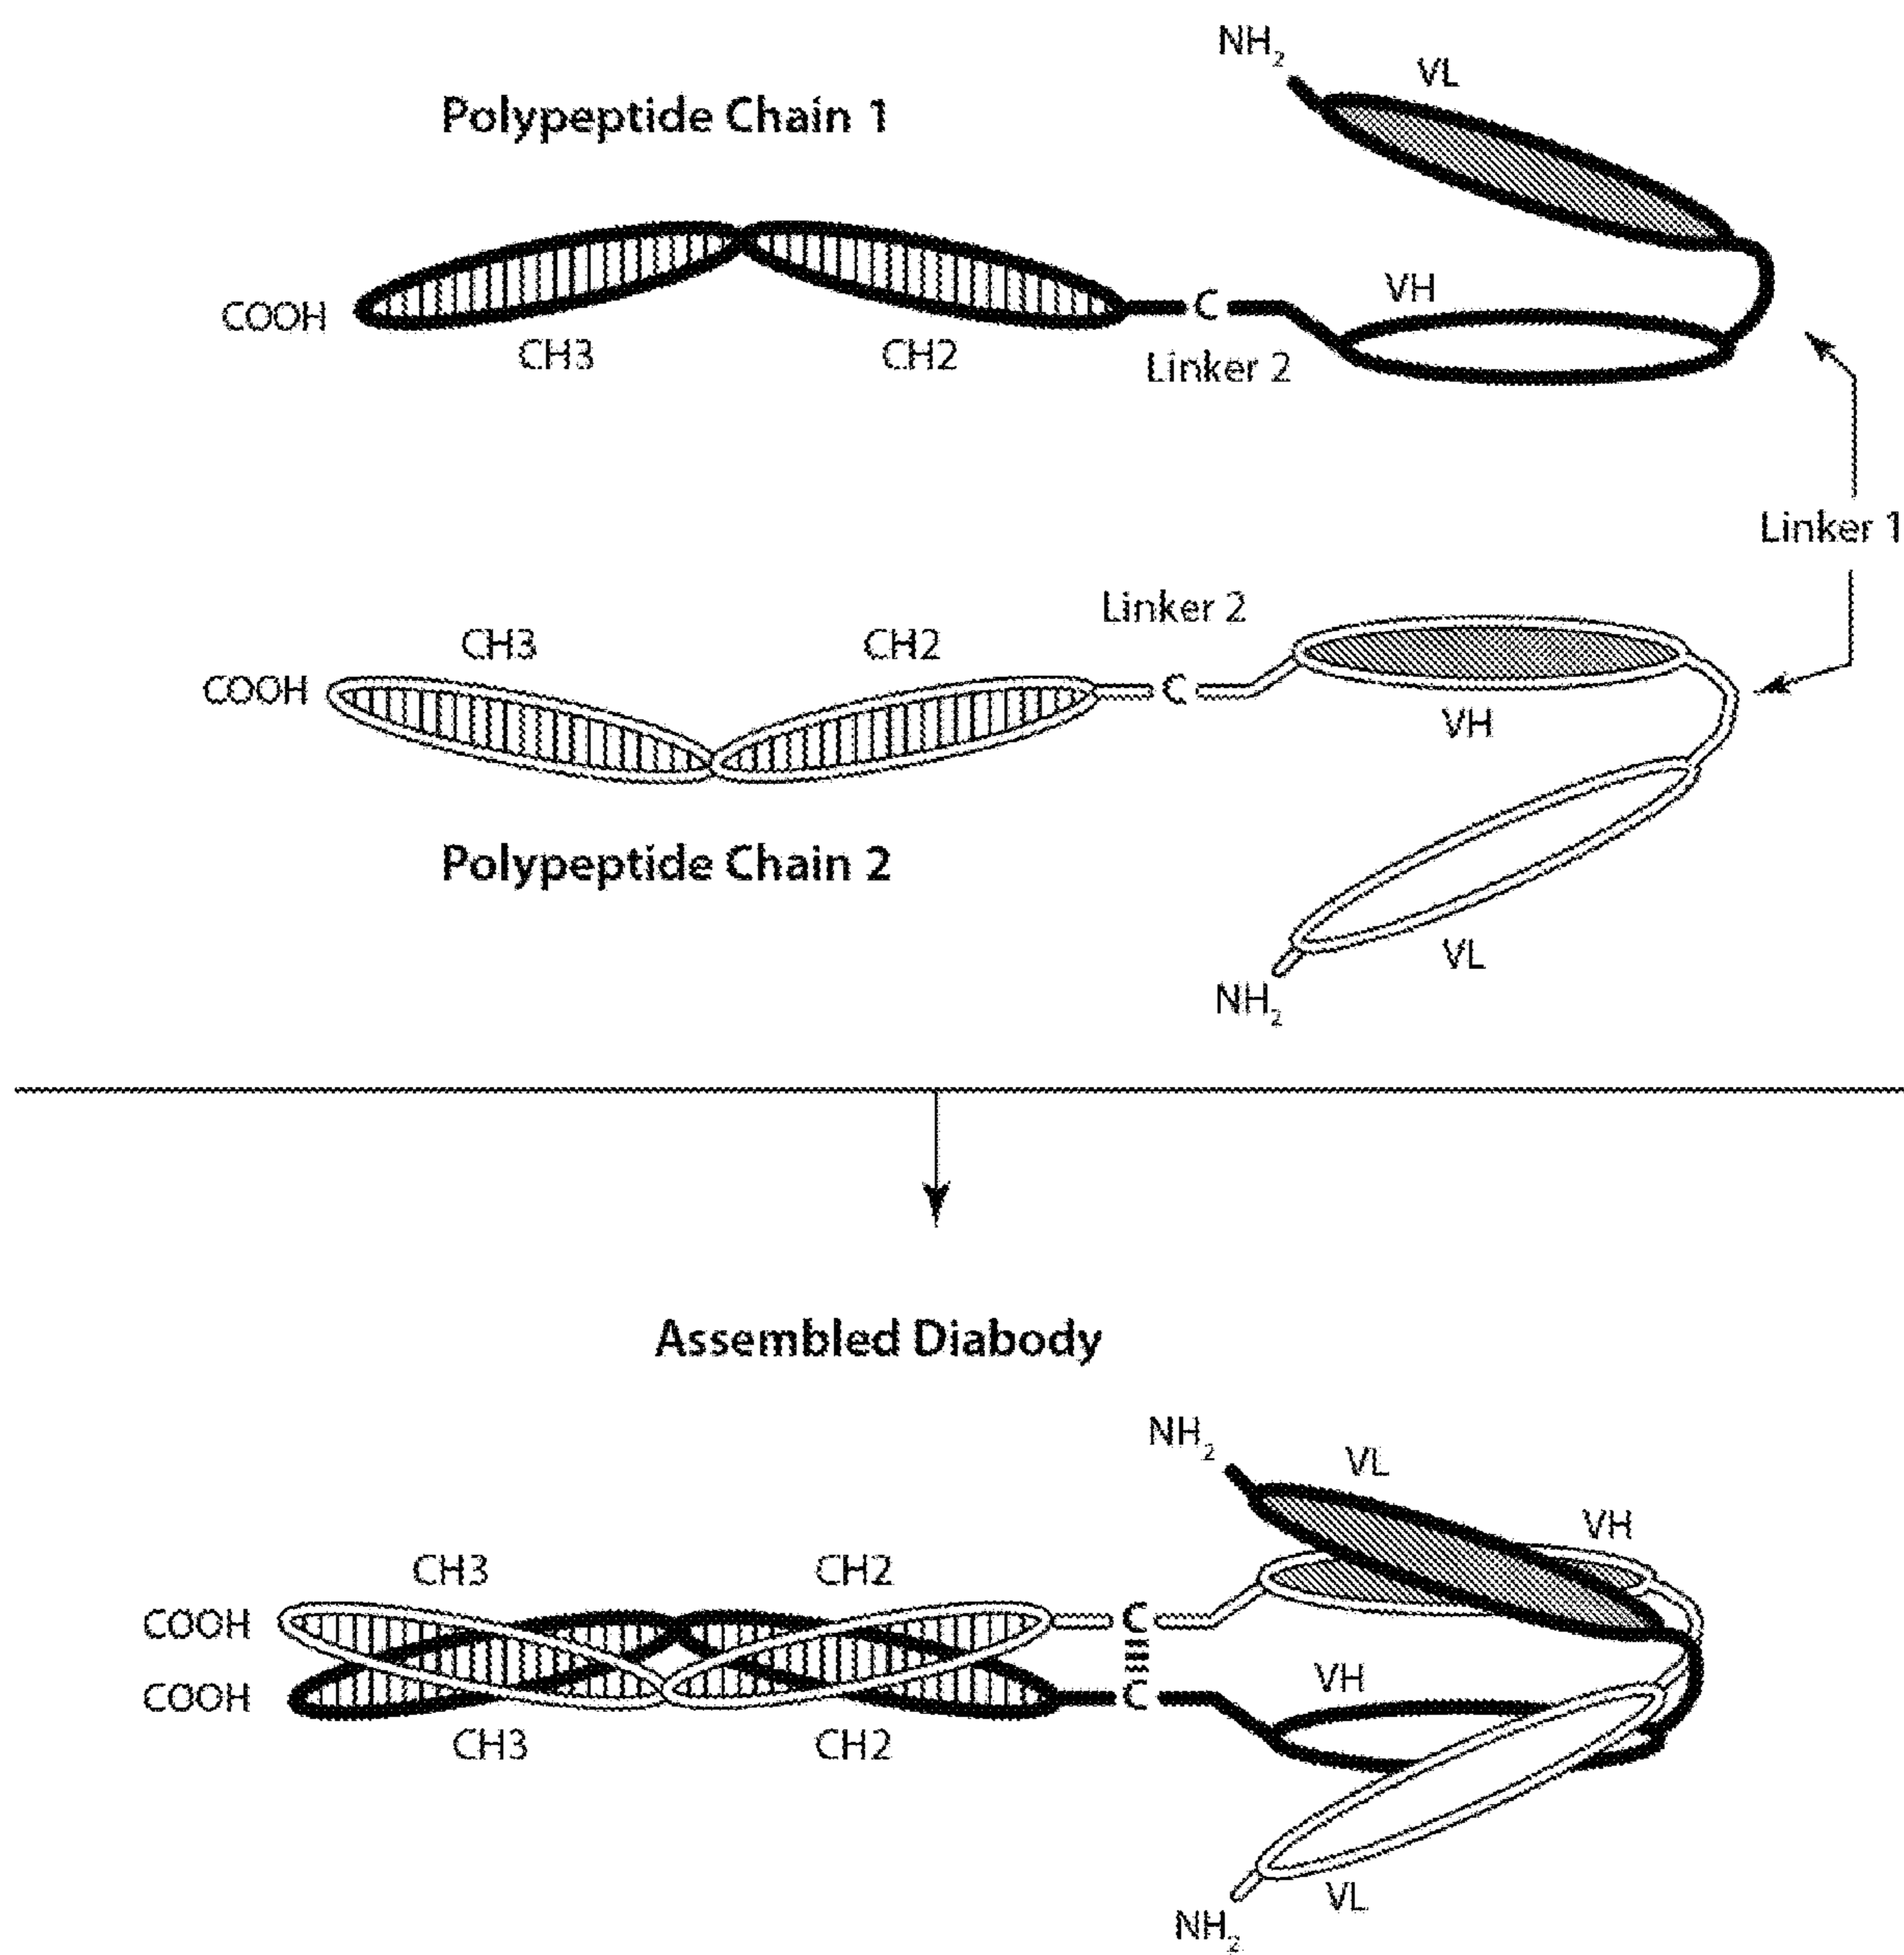 NH₂
VL
Polypeptide Chain 1
VH
C
COOH
CH3
CH2
Linker 2
Linker 1
Linker 2
CH3
CH2
COOH
C
VH
Polypeptide Chain 2
VL
NH₂
Assembled Diabody
NH₂
VL
VH
CH3
CH2
COOH
C
VH
COOH
C
CH3
CH2
VL
NH₂